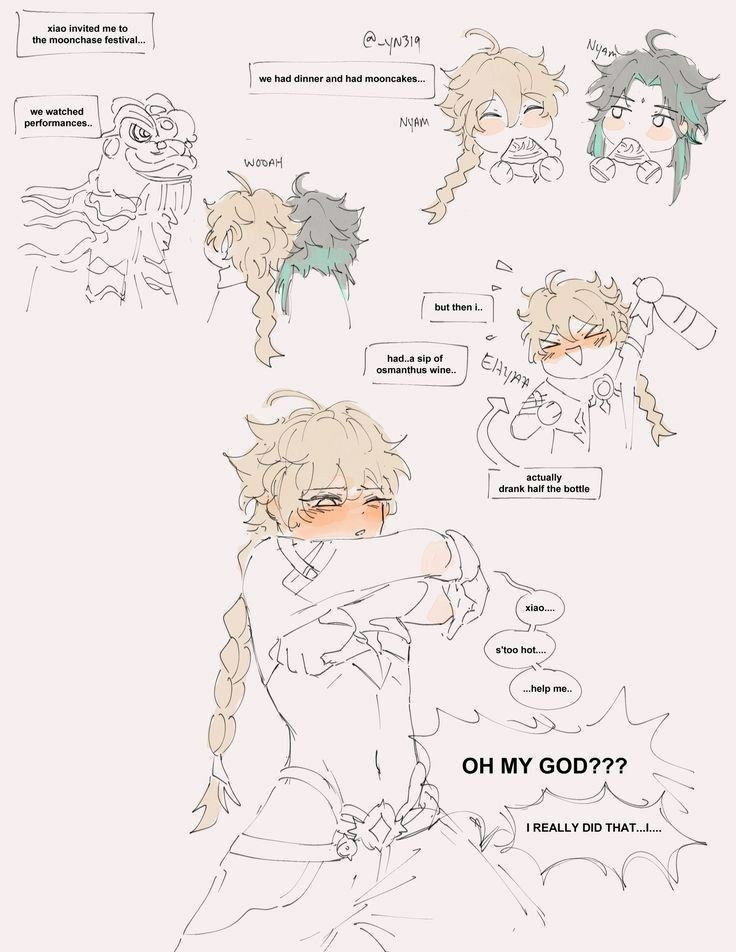 xiao invited me to
the moonchase festival...
@_YN319
we had dinner and had mooncakes...
NYAM
NYAM
we watched
performances..
WOOAH
but then i..
had..a sip of
osmanthus wine..
EHYAA
actually
drank half the bottle
xiao....
s'too hot....
...help me..
OH MY GOD???
I REALLY DID THAT...I....